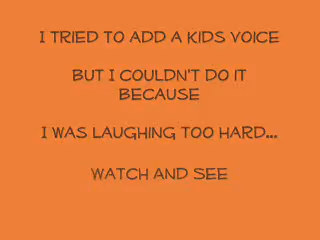 I TRIED TO ADD A KIDS VOICE
BUT I COULDN'T DO IT
BECAUSE
I WAS LAUGHING TOO HARD...
WATCH AND SEE